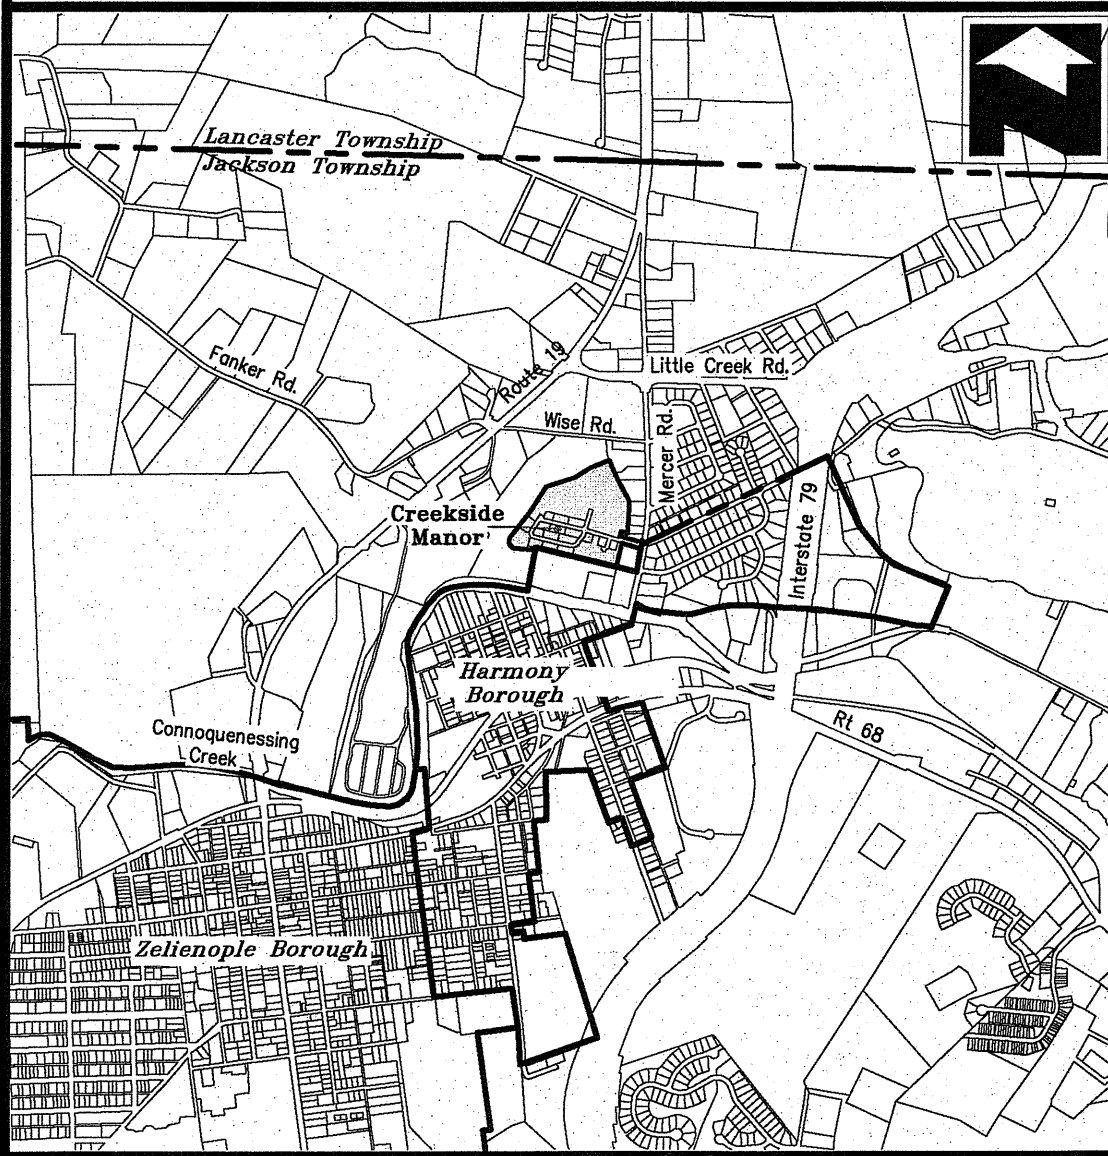 Lancaster Township
Jackson Township
Fanker Rd.
Route 19
Little Creek Rd.
Wise Rd.
Mercer Rd.
Creekside
Manor
Interstate 79
Harmony
Borough
Connoquenessing
Creek
Rt 68
Zelienople Borough